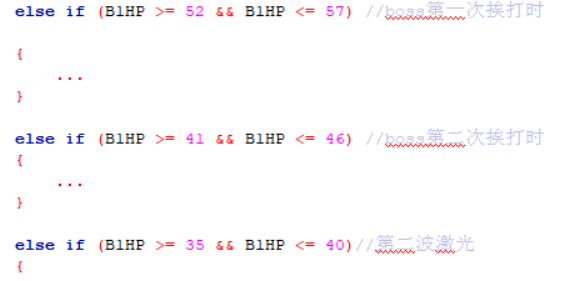 else if (B1HP >= 52 && B1HP <= 57) //boss第一次挨打时
{
...
}
else if (B1HP >= 41 && B1HP <= 46) //boss第二次挨打时
{
...
}
else if (B1HP >= 35 && B1HP <= 40)//第二波激光
{